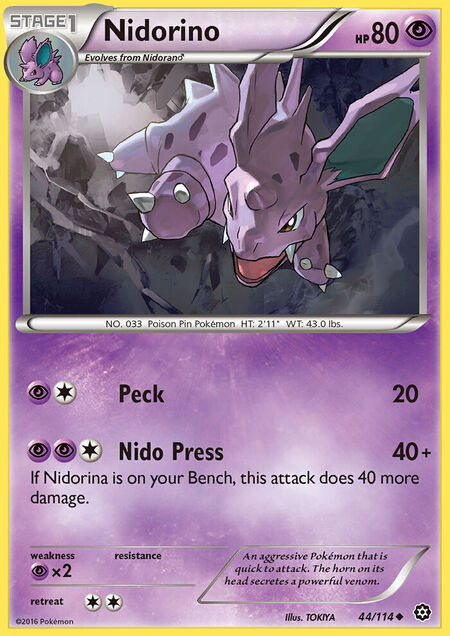 STAGE1
Nidorino
HP 80
Evolves from Nidoran♂
NO. 033 Poison Pin Pokémon HT: 2'11" WT: 43.0 lbs.
Peck 20
Nido Press 40+
If Nidorina is on your Bench, this attack does 40 more
damage.
weakness resistance
×2
retreat
An aggressive Pokémon that is
quick to attack. The horn on its
head secretes a powerful venom.
©2016 Pokémon
Illus. TOKIYA
44/114